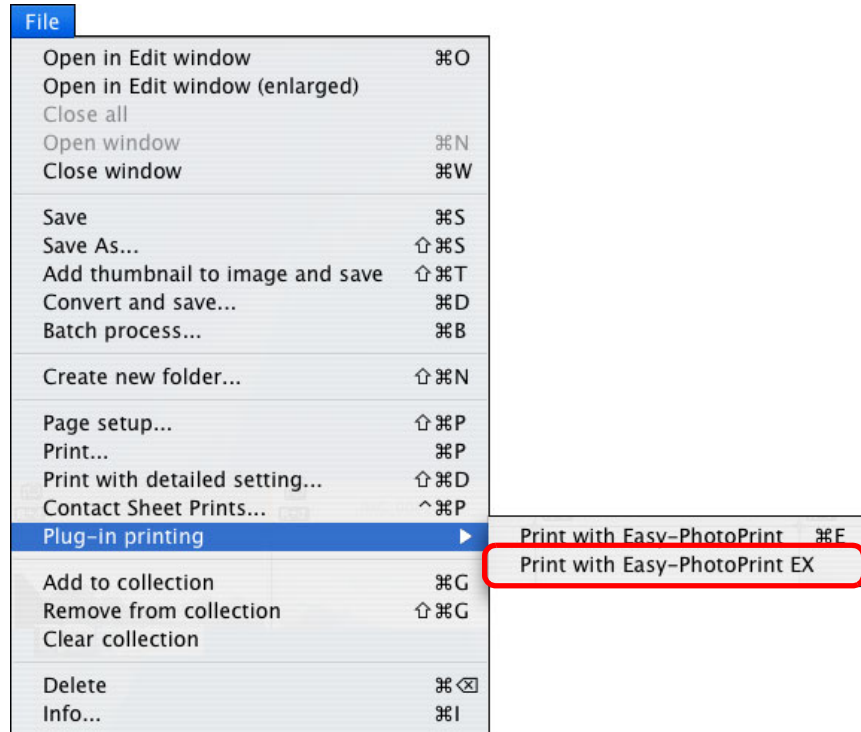 File
Open in Edit window ⌘O
Open in Edit window (enlarged)
Close all
Open window ⌘N
Close window ⌘W
Save ⌘S
Save As... ⇧⌘S
Add thumbnail to image and save ⇧⌘T
Convert and save... ⌘D
Batch process... ⌘B
Create new folder... ⇧⌘N
Page setup... ⇧⌘P
Print... ⌘P
Print with detailed setting... ⇧⌘D
Contact Sheet Prints... ^⌘P
Plug-in printing ▶
Print with Easy-PhotoPrint ⌘E
Print with Easy-PhotoPrint EX
Add to collection ⌘G
Remove from collection ⇧⌘G
Clear collection
Delete ⌘⌫
Info... ⌘I